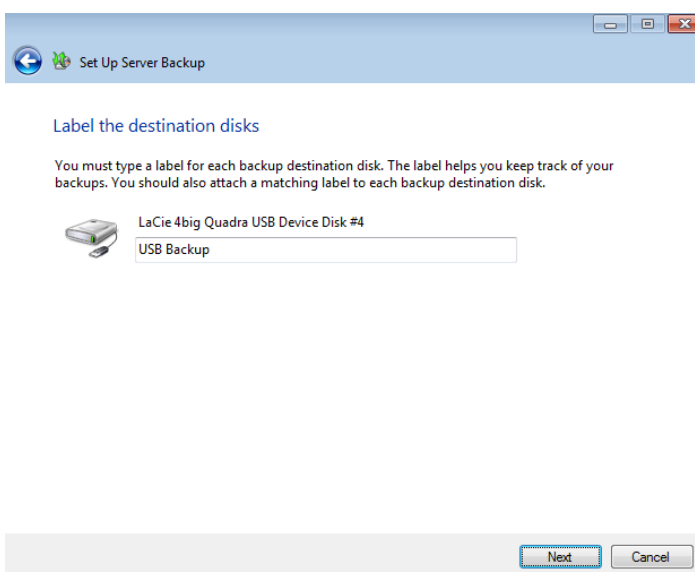 Set Up Server Backup
Label the destination disks
You must type a label for each backup destination disk. The label helps you keep track of your
backups. You should also attach a matching label to each backup destination disk.
LaCie 4big Quadra USB Device Disk #4
USB Backup
Next
Cancel